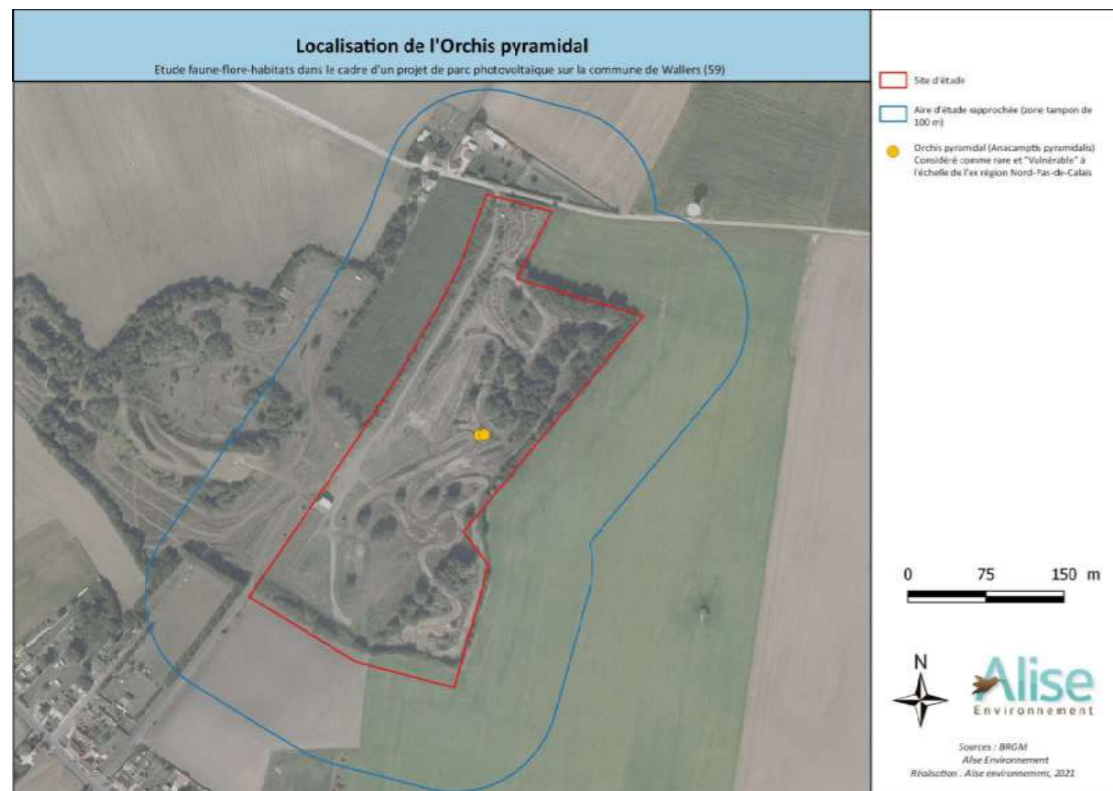 Localisation de l'Orchis pyramidal
Etude faune-flore-habitats dans le cadre d'un projet de parc photovoltaïque sur la commune de Wallers (59)
Site d'étude
Aire d'étude rapprochée (zone tampon de
100 m)
Orchis pyramidal (Anacamptis pyramidalis)
Considéré comme rare et "Vulnérable" à
l'échelle de l'ex région Nord-Pas-de-Calais
0 75 150 m
N
Alise
Environnement
Sources : BRGM
Alise Environnement
Réalisation : Alise environnement, 2021